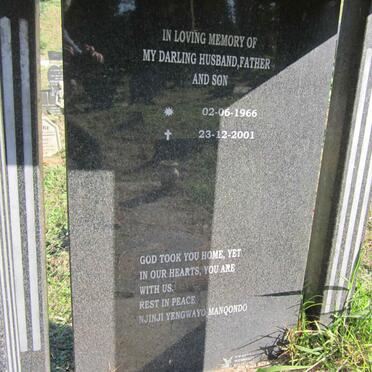 IN LOVING MEMORY OF
MY DARLING HUSBAND, FATHER
AND SON
02-06-1966
✝ 23-12-2001
GOD TOOK YOU HOME, YET
IN OUR HEARTS, YOU ARE
WITH US.
REST IN PEACE
NJINJI YENGWAYO, MANQONDO